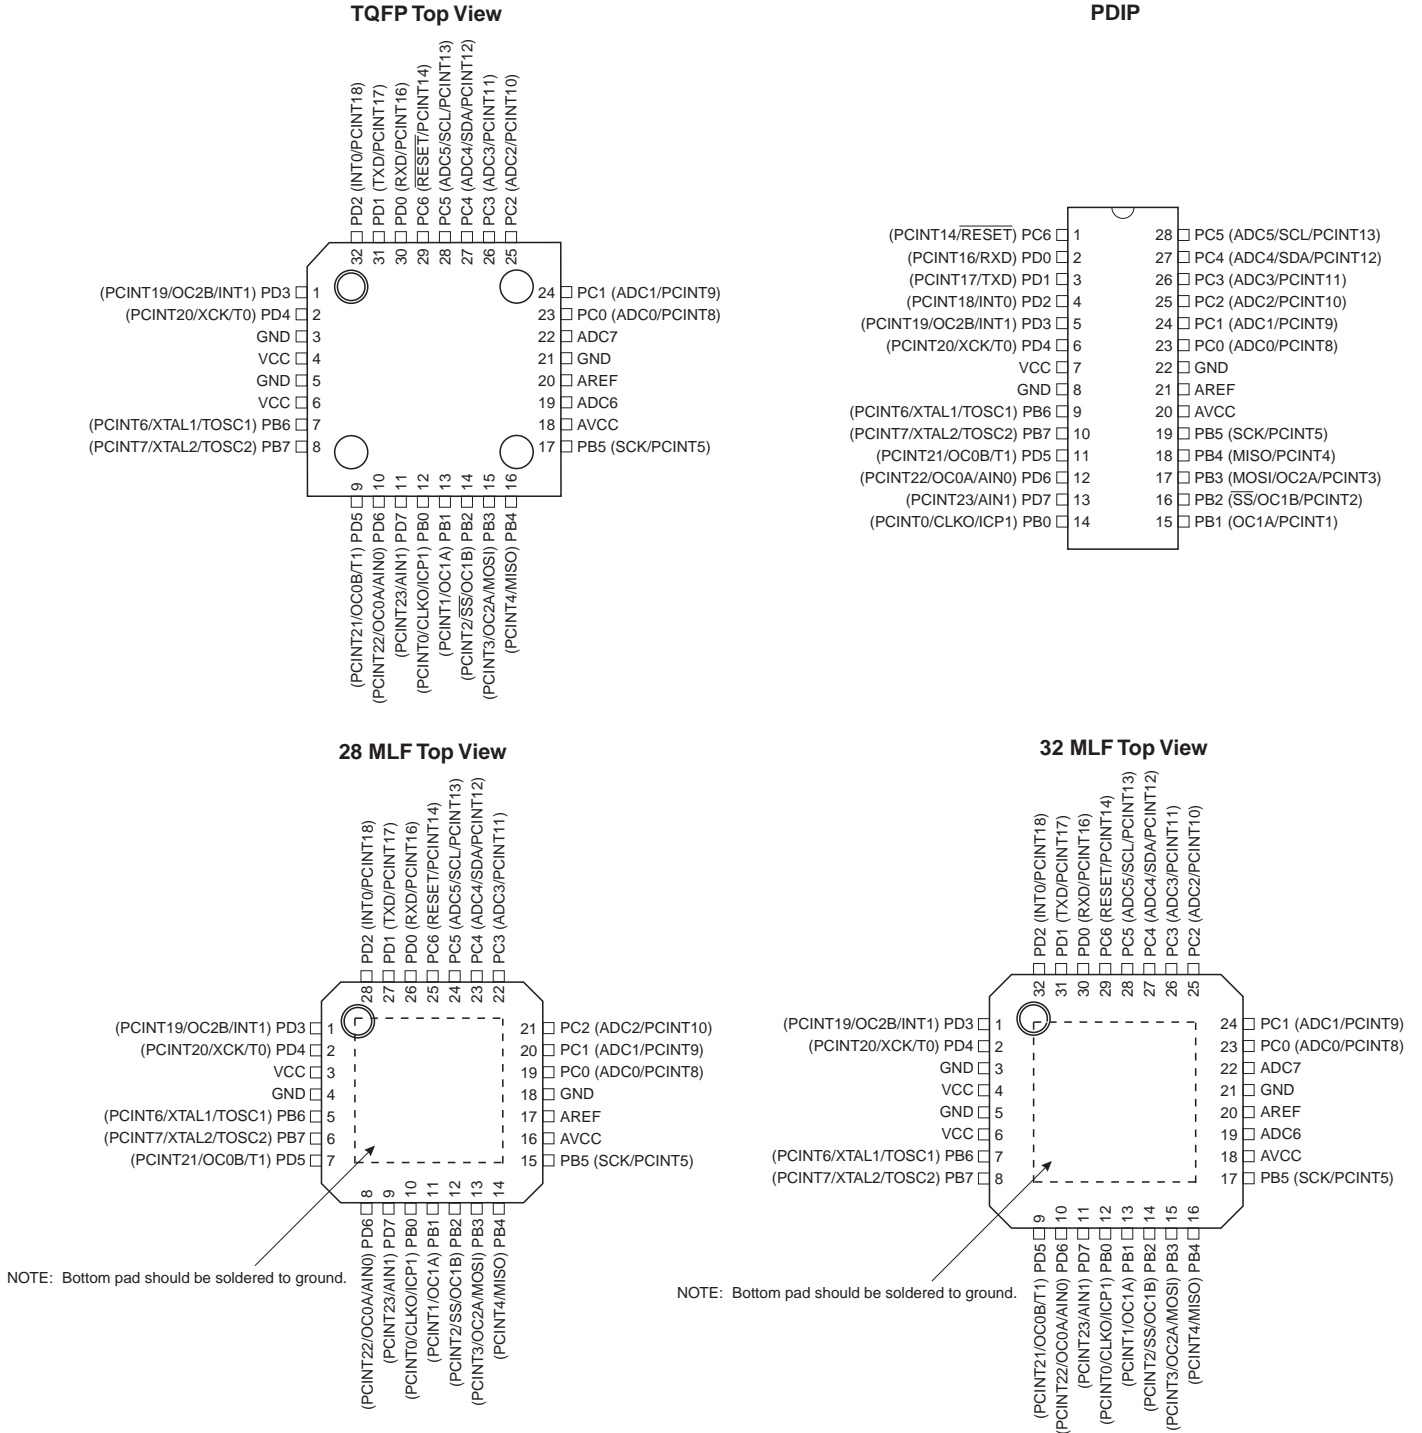 TQFP Top View
PD2 (INT0/PCINT18)
PD1 (TXD/PCINT17)
PD0 (RXD/PCINT16)
PC6 (RESET/PCINT14)
PC5 (ADC5/SCL/PCINT13)
PC4 (ADC4/SDA/PCINT12)
PC3 (ADC3/PCINT11)
PC2 (ADC2/PCINT10)
32 31 30 29 28 27 26 25
(PCINT19/OC2B/INT1) PD3 1
(PCINT20/XCK/T0) PD4 2
GND 3
VCC 4
GND 5
VCC 6
(PCINT6/XTAL1/TOSC1) PB6 7
(PCINT7/XTAL2/TOSC2) PB7 8
24 PC1 (ADC1/PCINT9)
23 PC0 (ADC0/PCINT8)
22 ADC7
21 GND
20 AREF
19 ADC6
18 AVCC
17 PB5 (SCK/PCINT5)
9 10 11 12 13 14 15 16
(PCINT21/OC0B/T1) PD5
(PCINT22/OC0A/AIN0) PD6
(PCINT23/AIN1) PD7
(PCINT0/CLKO/ICP1) PB0
(PCINT1/OC1A) PB1
(PCINT2/SS/OC1B) PB2
(PCINT3/OC2A/MOSI) PB3
(PCINT4/MISO) PB4
PDIP
(PCINT14/RESET) PC6 1
(PCINT16/RXD) PD0 2
(PCINT17/TXD) PD1 3
(PCINT18/INT0) PD2 4
(PCINT19/OC2B/INT1) PD3 5
(PCINT20/XCK/T0) PD4 6
VCC 7
GND 8
(PCINT6/XTAL1/TOSC1) PB6 9
(PCINT7/XTAL2/TOSC2) PB7 10
(PCINT21/OC0B/T1) PD5 11
(PCINT22/OC0A/AIN0) PD6 12
(PCINT23/AIN1) PD7 13
(PCINT0/CLKO/ICP1) PB0 14
28 PC5 (ADC5/SCL/PCINT13)
27 PC4 (ADC4/SDA/PCINT12)
26 PC3 (ADC3/PCINT11)
25 PC2 (ADC2/PCINT10)
24 PC1 (ADC1/PCINT9)
23 PC0 (ADC0/PCINT8)
22 GND
21 AREF
20 AVCC
19 PB5 (SCK/PCINT5)
18 PB4 (MISO/PCINT4)
17 PB3 (MOSI/OC2A/PCINT3)
16 PB2 (SS/OC1B/PCINT2)
15 PB1 (OC1A/PCINT1)
28 MLF Top View
PD2 (INT0/PCINT18)
PD1 (TXD/PCINT17)
PD0 (RXD/PCINT16)
PC6 (RESET/PCINT14)
PC5 (ADC5/SCL/PCINT13)
PC4 (ADC4/SDA/PCINT12)
PC3 (ADC3/PCINT11)
28 27 26 25 24 23 22
(PCINT19/OC2B/INT1) PD3 1
(PCINT20/XCK/T0) PD4 2
VCC 3
GND 4
(PCINT6/XTAL1/TOSC1) PB6 5
(PCINT7/XTAL2/TOSC2) PB7 6
(PCINT21/OC0B/T1) PD5 7
21 PC2 (ADC2/PCINT10)
20 PC1 (ADC1/PCINT9)
19 PC0 (ADC0/PCINT8)
18 GND
17 AREF
16 AVCC
15 PB5 (SCK/PCINT5)
8 9 10 11 12 13 14
(PCINT22/OC0A/AIN0) PD6
(PCINT23/AIN1) PD7
(PCINT0/CLKO/ICP1) PB0
(PCINT1/OC1A) PB1
(PCINT2/SS/OC1B) PB2
(PCINT3/OC2A/MOSI) PB3
(PCINT4/MISO) PB4
NOTE: Bottom pad should be soldered to ground.
32 MLF Top View
PD2 (INT0/PCINT18)
PD1 (TXD/PCINT17)
PD0 (RXD/PCINT16)
PC6 (RESET/PCINT14)
PC5 (ADC5/SCL/PCINT13)
PC4 (ADC4/SDA/PCINT12)
PC3 (ADC3/PCINT11)
PC2 (ADC2/PCINT10)
32 31 30 29 28 27 26 25
(PCINT19/OC2B/INT1) PD3 1
(PCINT20/XCK/T0) PD4 2
GND 3
VCC 4
GND 5
VCC 6
(PCINT6/XTAL1/TOSC1) PB6 7
(PCINT7/XTAL2/TOSC2) PB7 8
24 PC1 (ADC1/PCINT9)
23 PC0 (ADC0/PCINT8)
22 ADC7
21 GND
20 AREF
19 ADC6
18 AVCC
17 PB5 (SCK/PCINT5)
9 10 11 12 13 14 15 16
(PCINT21/OC0B/T1) PD5
(PCINT22/OC0A/AIN0) PD6
(PCINT23/AIN1) PD7
(PCINT0/CLKO/ICP1) PB0
(PCINT1/OC1A) PB1
(PCINT2/SS/OC1B) PB2
(PCINT3/OC2A/MOSI) PB3
(PCINT4/MISO) PB4
NOTE: Bottom pad should be soldered to ground.